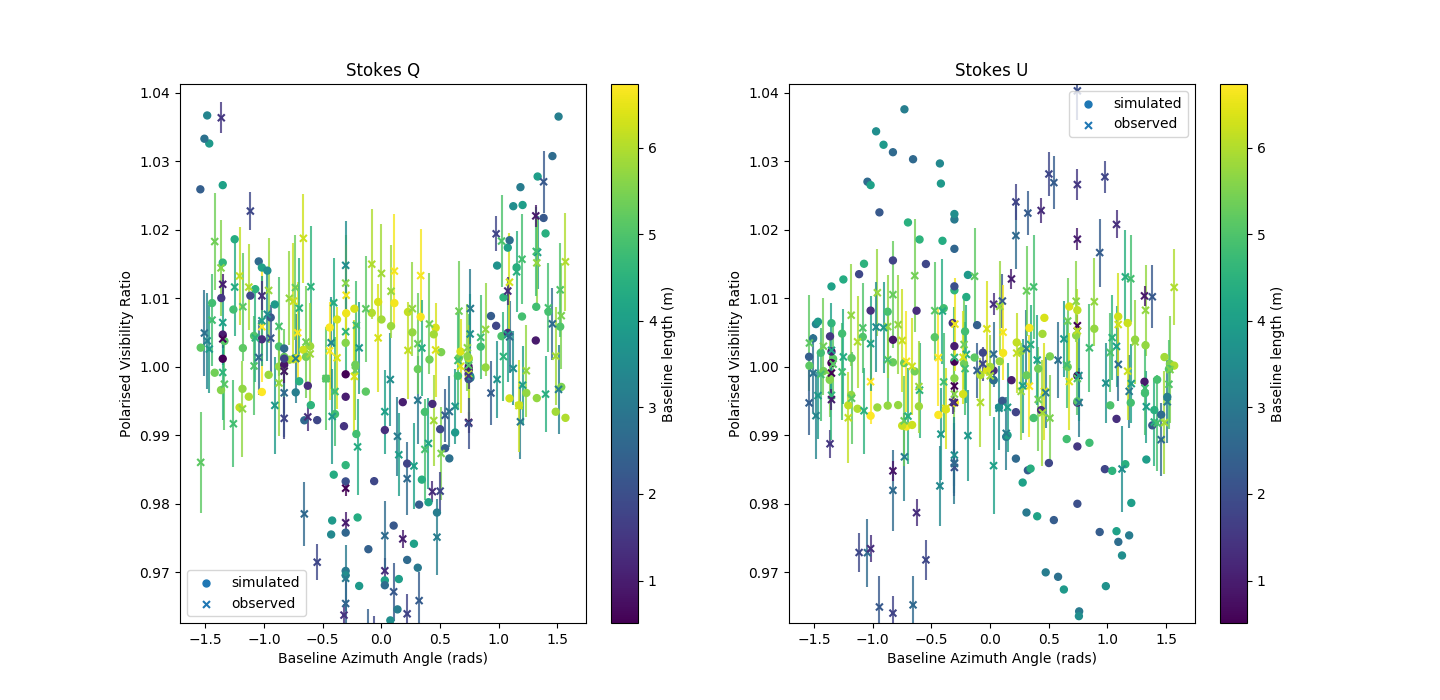 Stokes Q
Polarised Visibility Ratio
1.04
1.03
1.02
1.01
1.00
0.99
0.98
0.97
−1.5 −1.0 −0.5 0.0 0.5 1.0 1.5
Baseline Azimuth Angle (rads)
simulated
observed
6
5
4
3
2
1
Baseline length (m)
Stokes U
Polarised Visibility Ratio
1.04
1.03
1.02
1.01
1.00
0.99
0.98
0.97
−1.5 −1.0 −0.5 0.0 0.5 1.0 1.5
Baseline Azimuth Angle (rads)
simulated
observed
6
5
4
3
2
1
Baseline length (m)